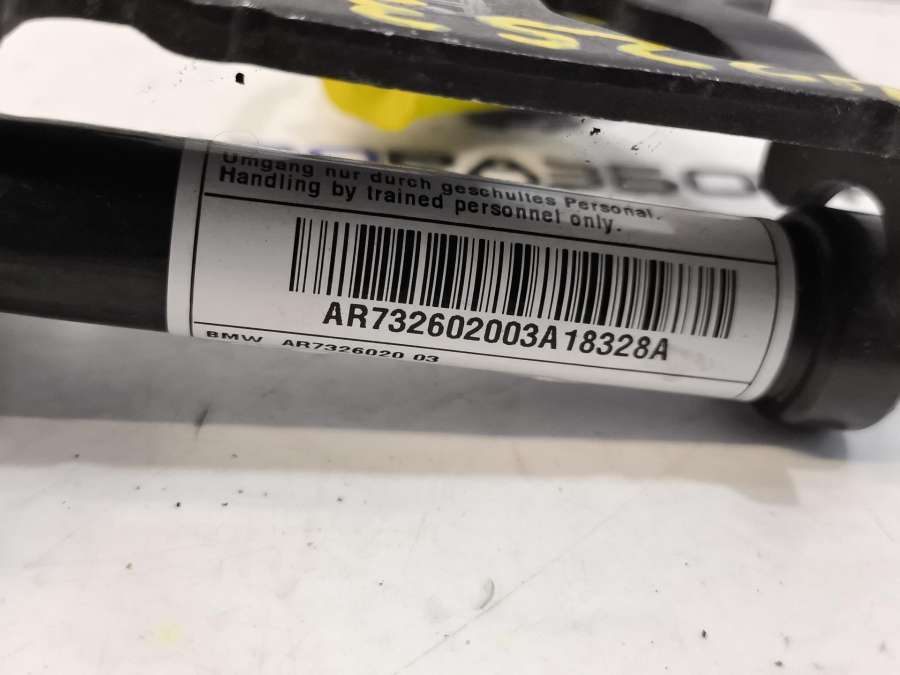 Umgang nur durch geschultes Personal.
Handling by trained personnel only.
AR732602003A18328A
BMW AR7326020 03